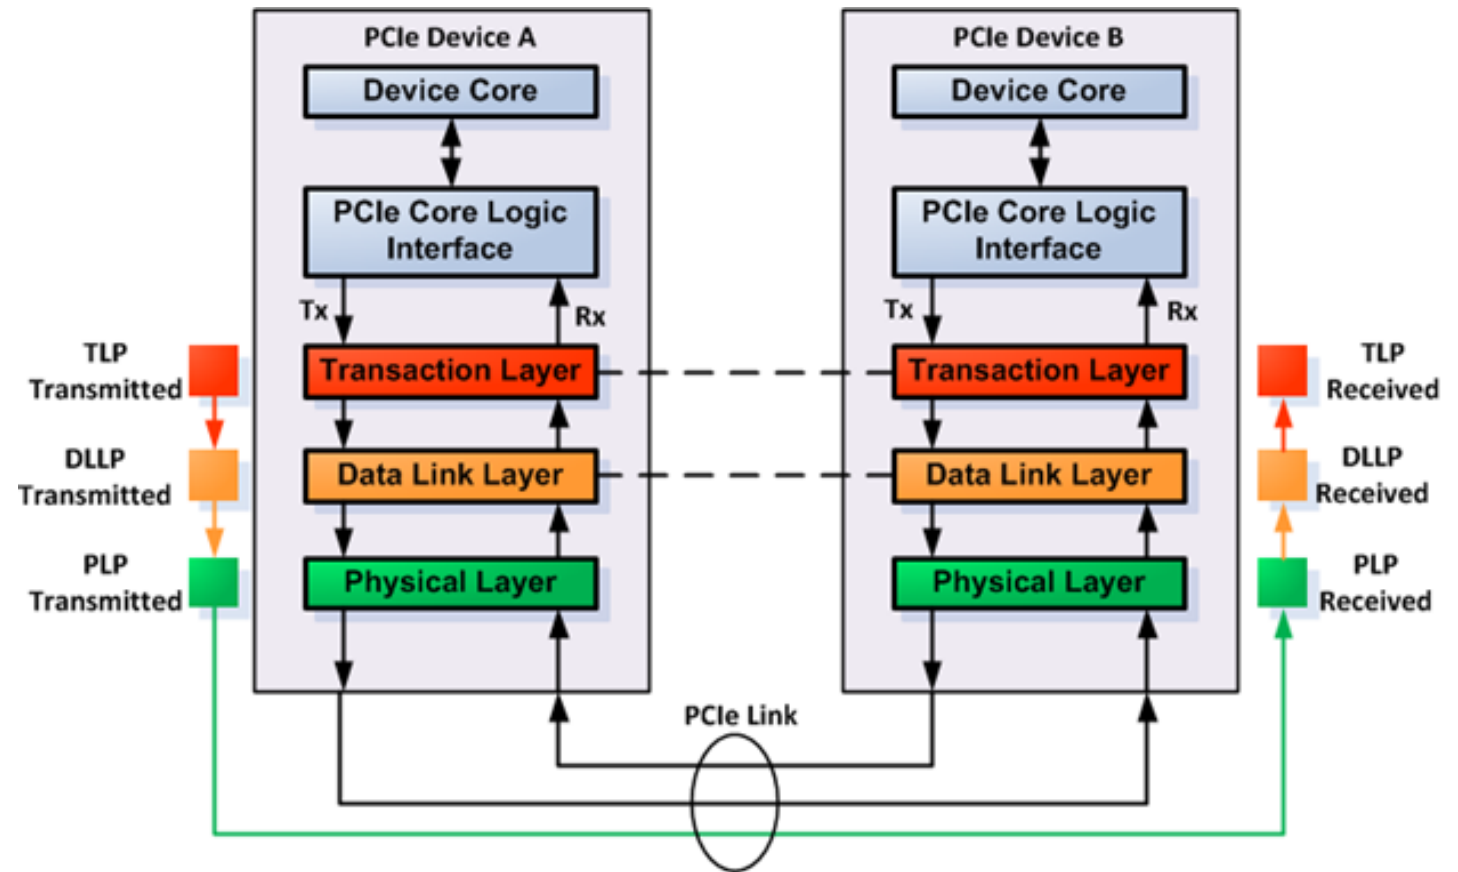 PCIe Device A
PCIe Device B
Device Core
Device Core
PCIe Core Logic
Interface
PCIe Core Logic
Interface
Tx
Rx
Tx
Rx
TLP
Transmitted
Transaction Layer
Transaction Layer
TLP
Received
DLLP
Transmitted
Data Link Layer
Data Link Layer
DLLP
Received
PLP
Transmitted
Physical Layer
Physical Layer
PLP
Received
PCIe Link